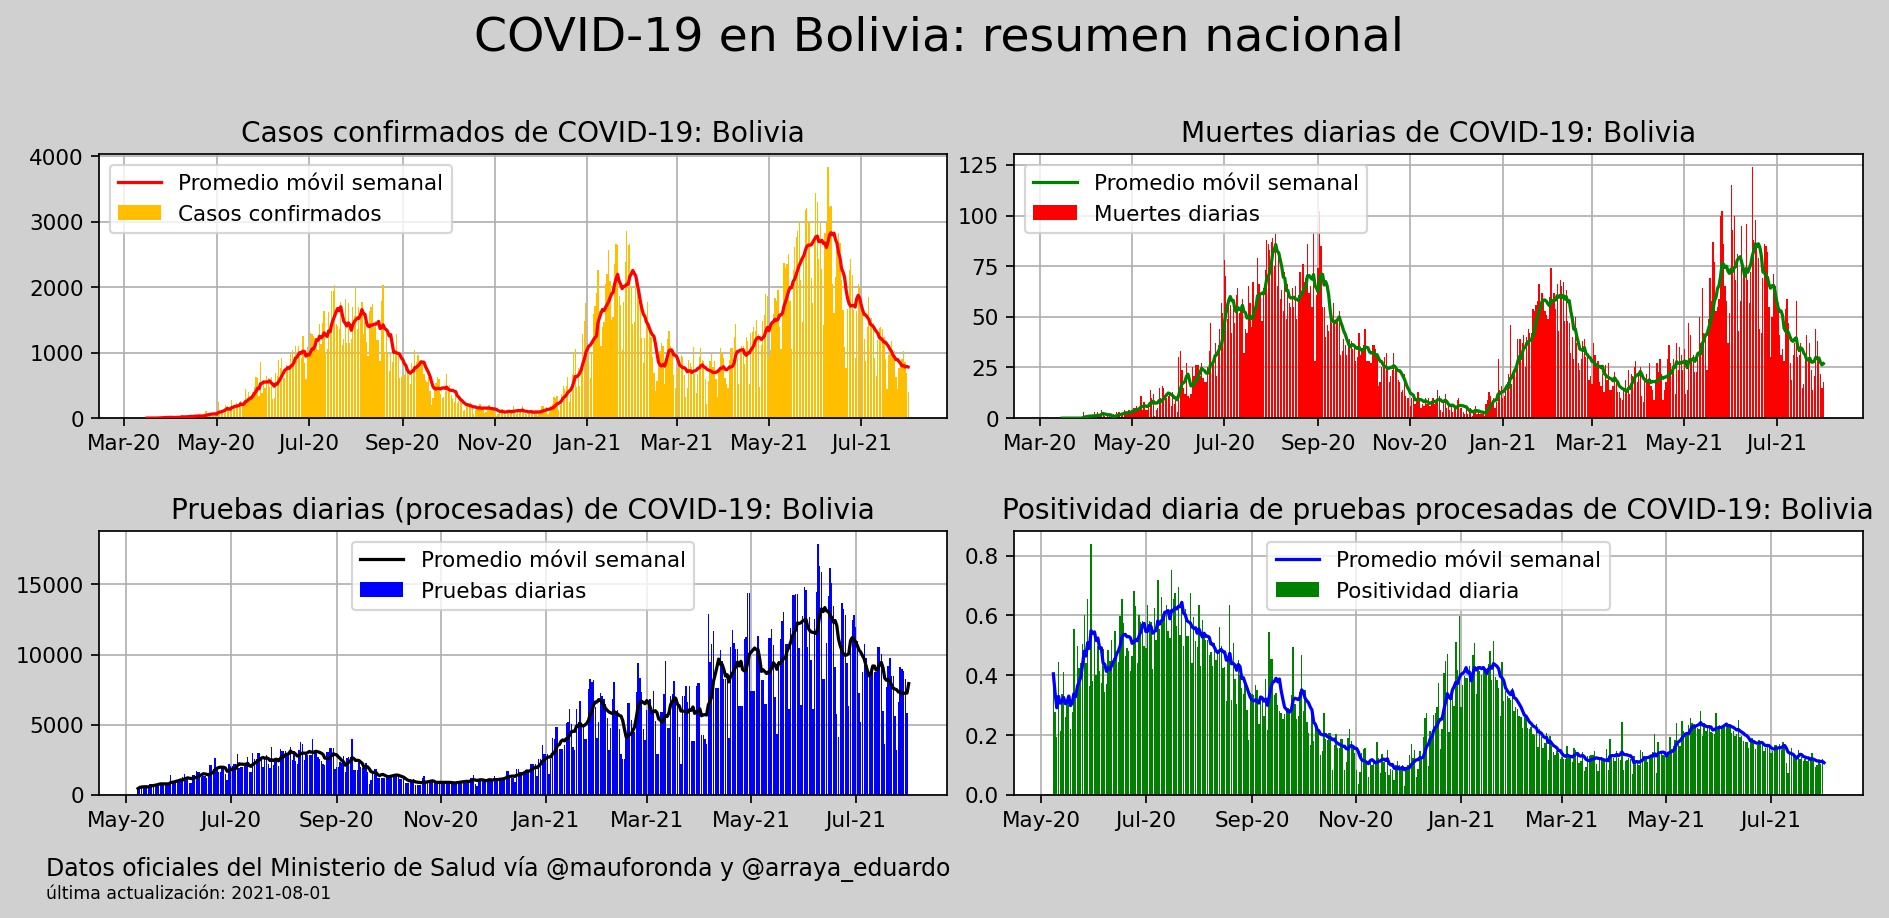 COVID-19 en Bolivia: resumen nacional
Casos confirmados de COVID-19: Bolivia
4000
3000
2000
1000
0
Promedio móvil semanal
Casos confirmados
Mar-20 May-20 Jul-20 Sep-20 Nov-20 Jan-21 Mar-21 May-21 Jul-21
Muertes diarias de COVID-19: Bolivia
125
100
75
50
25
0
Promedio móvil semanal
Muertes diarias
Mar-20 May-20 Jul-20 Sep-20 Nov-20 Jan-21 Mar-21 May-21 Jul-21
Pruebas diarias (procesadas) de COVID-19: Bolivia
15000
10000
5000
0
Promedio móvil semanal
Pruebas diarias
May-20 Jul-20 Sep-20 Nov-20 Jan-21 Mar-21 May-21 Jul-21
Positividad diaria de pruebas procesadas de COVID-19: Bolivia
0.8
0.6
0.4
0.2
0.0
Promedio móvil semanal
Positividad diaria
May-20 Jul-20 Sep-20 Nov-20 Jan-21 Mar-21 May-21 Jul-21
Datos oficiales del Ministerio de Salud vía @mauforonda y @arraya_eduardo
última actualización: 2021-08-01